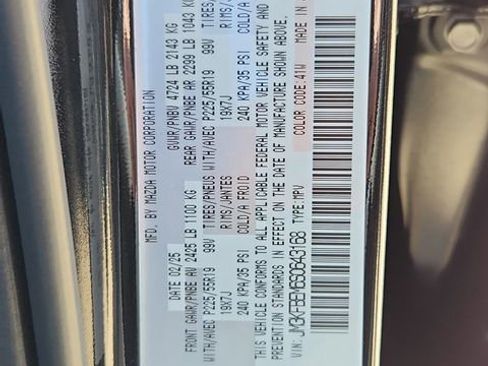 MFD. BY MAZDA MOTOR CORPORATION
DATE 02/25 GVWR/PNBV 4724 LB 2143 KG
FRONT GAWR/PNBE AV 2425 LB 1100 KG REAR GAWR/PNBE AR 2299 LB 1043 KG
WITH/AVEC P225/55R19 99V TIRES/PNEUS WITH/AVEC P225/55R19 99V TIRES/
19X7J RIMS/JANTES 19X7J RIMS/J
240 KPA/35 PSI COLD/A FROID 240 KPA/35 PSI COLD/A
THIS VEHICLE CONFORMS TO ALL APPLICABLE FEDERAL MOTOR VEHICLE SAFETY AND
STANDARDS IN EFFECT ON THE DATE OF MANUFACTURE SHOWN ABOVE.
VIN: JM3KFBEM6S0643168 TYPE: MPV COLOR CODE:41W MADE IN